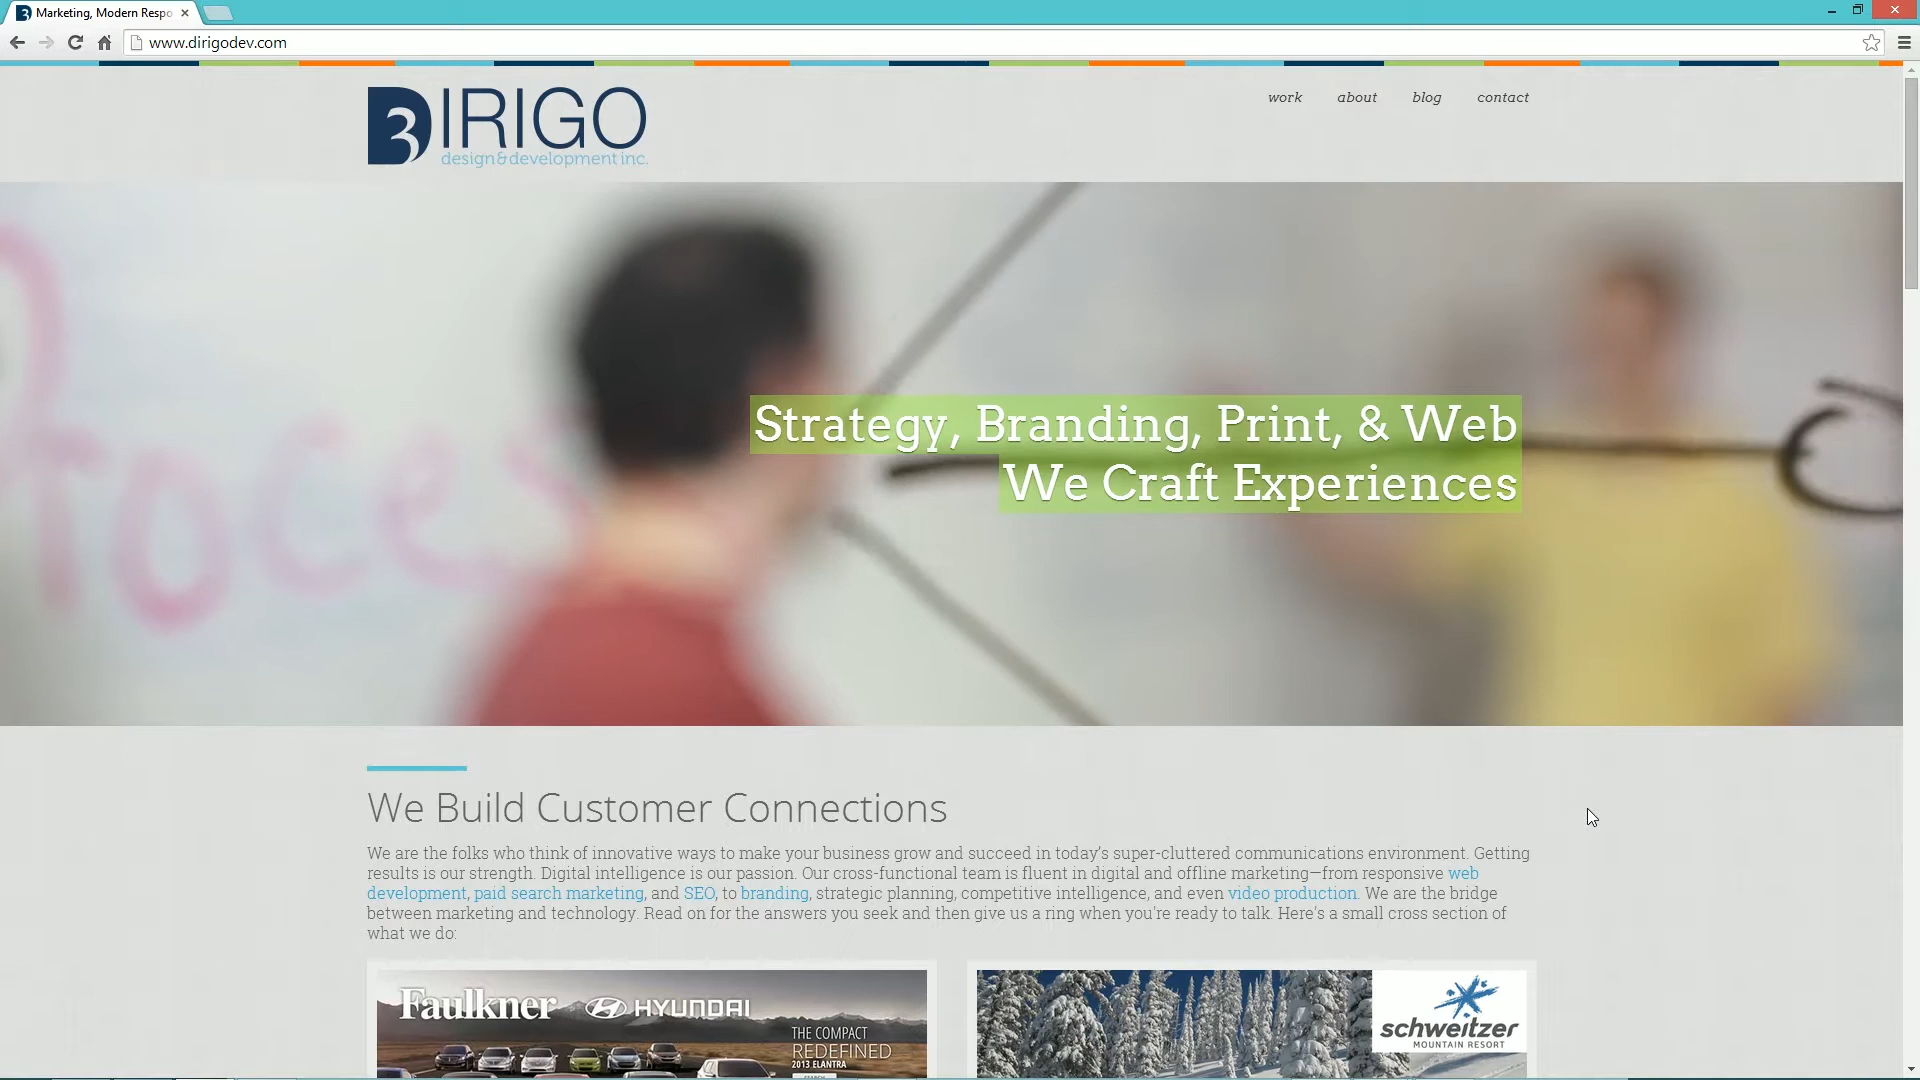 Marketing, Modern Respo
www.dirigodev.com
DIRIGO
design&development inc.
work about blog contact
Proces
Strategy, Branding, Print, & Web
We Craft Experiences
We Build Customer Connections
We are the folks who think of innovative ways to make your business grow and succeed in today's super-cluttered communications environment. Getting
results is our strength. Digital intelligence is our passion. Our cross-functional team is fluent in digital and offline marketing—from responsive web
development, paid search marketing, and SEO, to branding, strategic planning, competitive intelligence, and even video production. We are the bridge
between marketing and technology. Read on for the answers you seek and then give us a ring when you're ready to talk. Here's a small cross section of
what we do:
Faulkner HYUNDAI
THE COMPACT
REDEFINED
2013 ELANTRA
schweitzer
MOUNTAIN RESORT